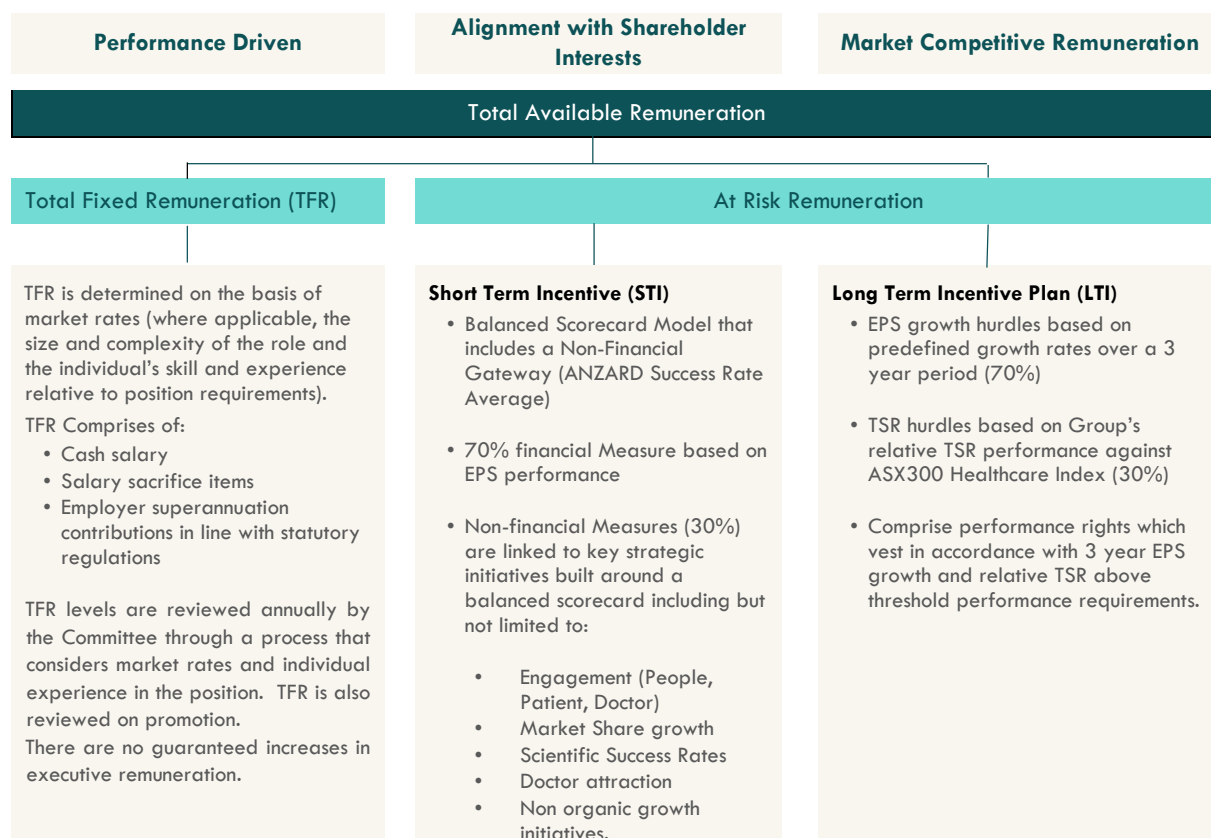 Performance Driven
Alignment with Shareholder
Interests
Market Competitive Remuneration
Total Available Remuneration
Total Fixed Remuneration (TFR)
At Risk Remuneration
TFR is determined on the basis of
market rates (where applicable, the
size and complexity of the role and
the individual’s skill and experience
relative to position requirements).
TFR Comprises of:
• Cash salary
• Salary sacrifice items
• Employer superannuation
contributions in line with statutory
regulations
TFR levels are reviewed annually by
the Committee through a process that
considers market rates and individual
experience in the position. TFR is also
reviewed on promotion.
There are no guaranteed increases in
executive remuneration.
Short Term Incentive (STI)
• Balanced Scorecard Model that
includes a Non-Financial
Gateway (ANZARD Success Rate
Average)
• 70% financial Measure based on
EPS performance
• Non-financial Measures (30%)
are linked to key strategic
initiatives built around a
balanced scorecard including but
not limited to:
• Engagement (People,
Patient, Doctor)
• Market Share growth
• Scientific Success Rates
• Doctor attraction
• Non organic growth
initiatives.
Long Term Incentive Plan (LTI)
• EPS growth hurdles based on
predefined growth rates over a 3
year period (70%)
• TSR hurdles based on Group’s
relative TSR performance against
ASX300 Healthcare Index (30%)
• Comprise performance rights which
vest in accordance with 3 year EPS
growth and relative TSR above
threshold performance requirements.